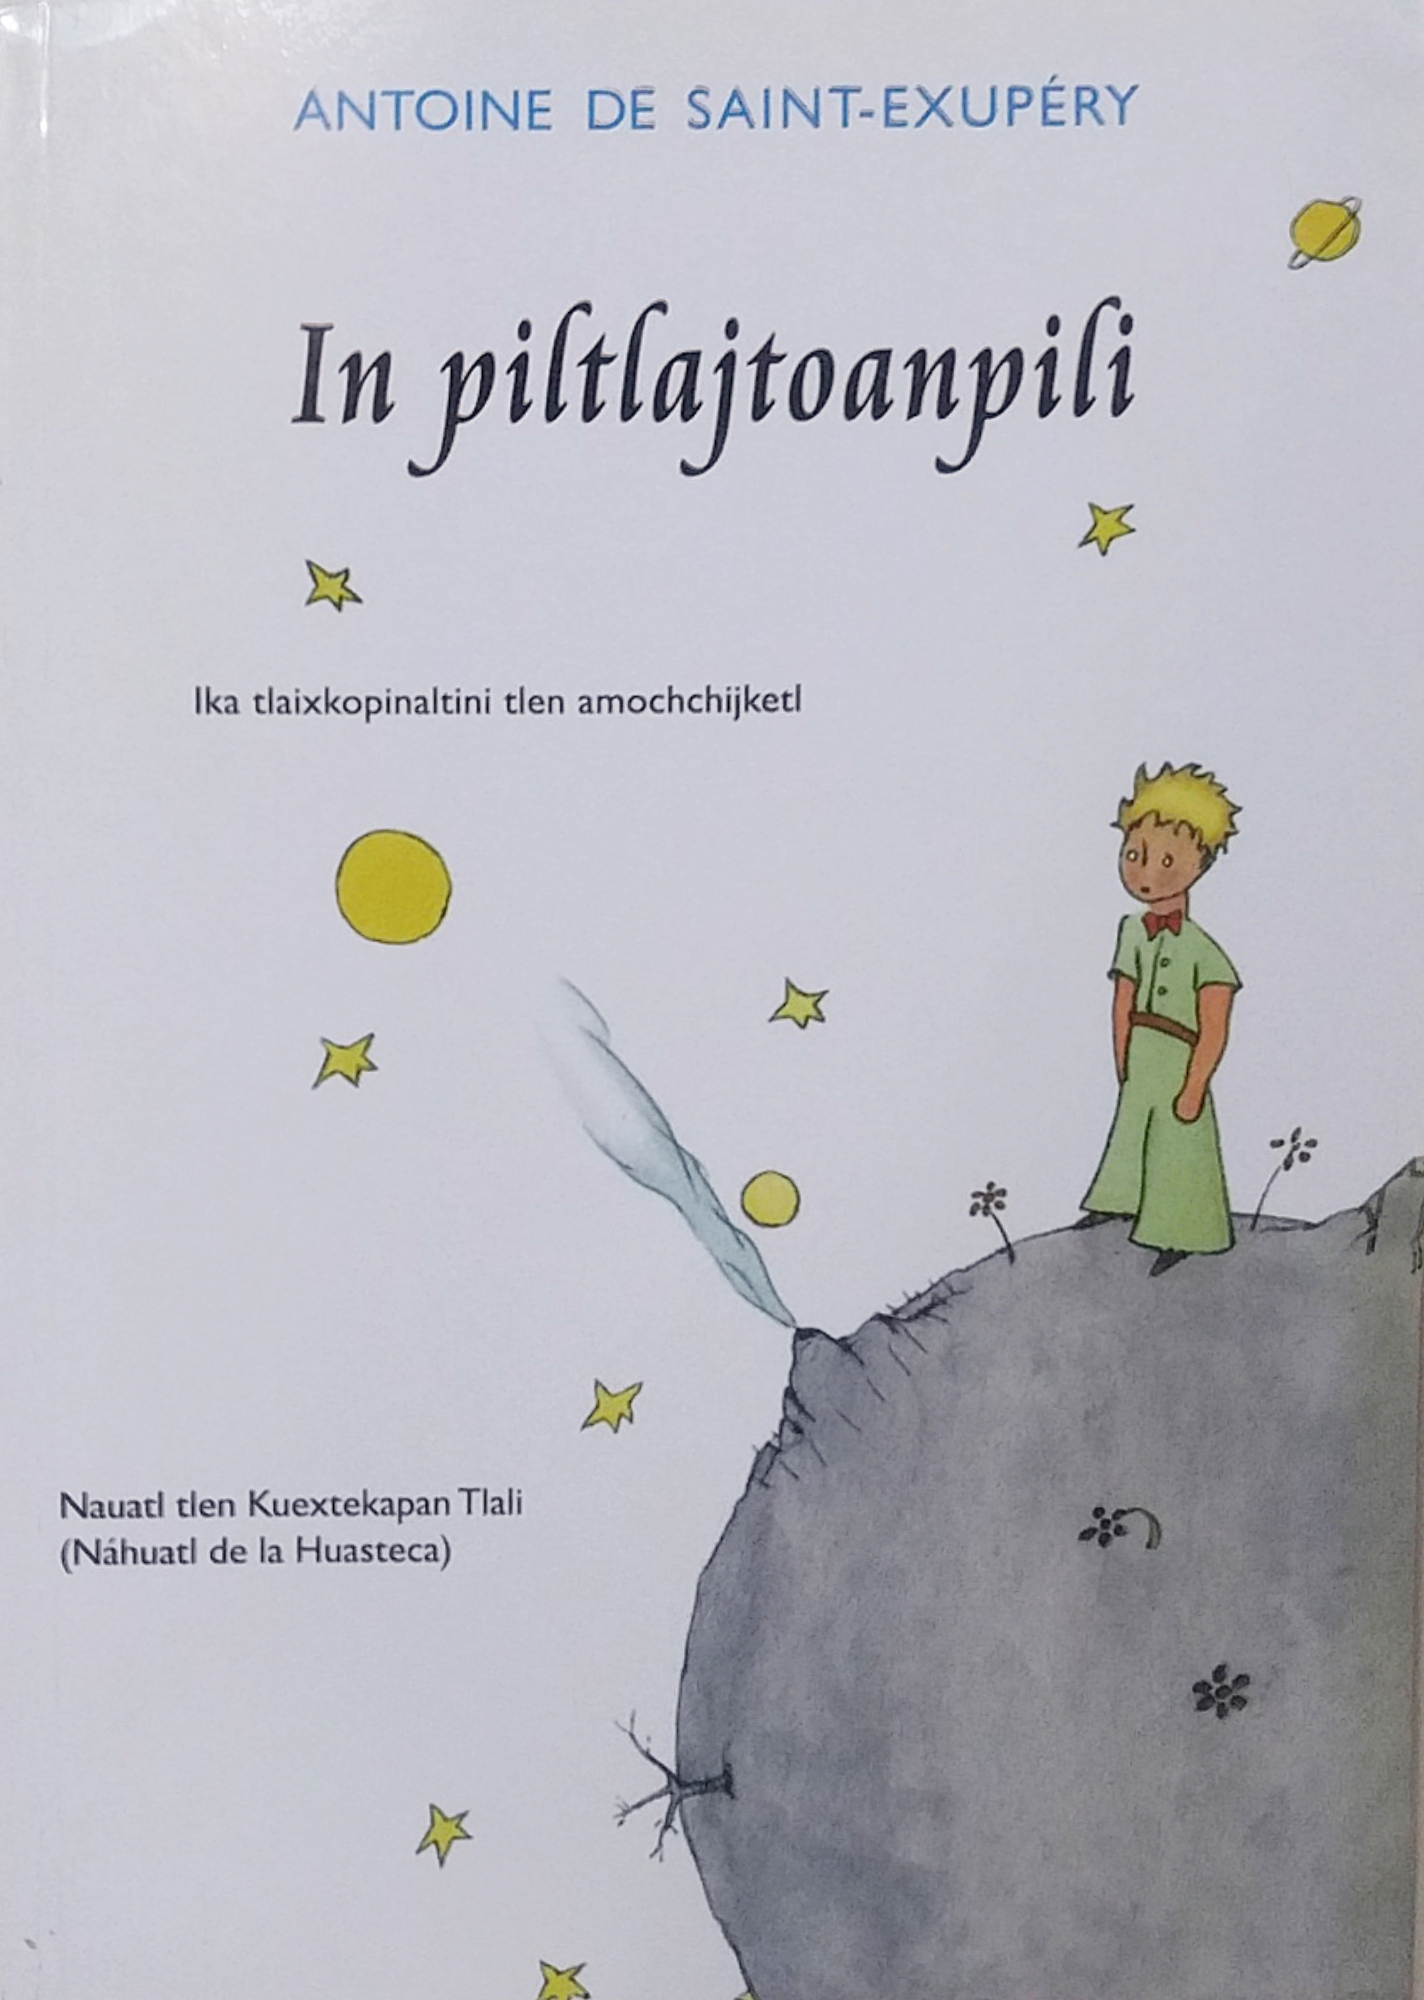 ANTOINE DE SAINT-EXUPÉRY
In piltlajtoanpili
Ika tlaixkopinaltini tlen amochchijketl
Nauatl tlen Kuextekapan Tlali
(Náhuatl de la Huasteca)